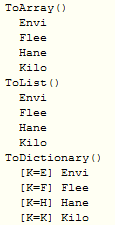 ToArray()
Envi
Flee
Hane
Kilo
ToList()
Envi
Flee
Hane
Kilo
ToDictionary()
[K=E] Envi
[K=F] Flee
[K=H] Hane
[K=K] Kilo